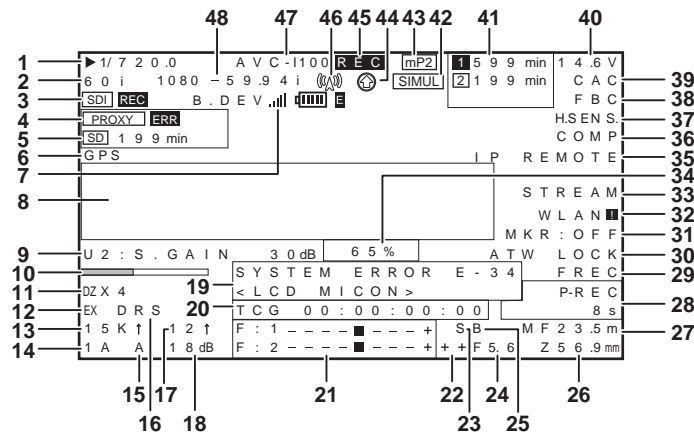 48 47 46 45 44 43 42 41 40
1 ▶1/720.0 AVC-I100 REC mP2 1 599 min 14.6V
2 60i 1080-59.94i SIMUL 2 199 min CAC 39
3 SDI REC B.DEV E FBC 38
4 PROXY ERR H.SENS. 37
5 SD 199 min COMP 36
6 GPS IP REMOTE 35
7 34
8 STREAM 33
WLAN ! 32
MKR:OFF 31
9 U2:S.GAIN 30dB 65% ATW LOCK 30
10 SYSTEM ERROR E-34 FREC 29
11 DZX4 19 <LCD MICON> P-REC 28
12 EX DRS 20 TCG 00:00:00:00 8s
13 15K↑ 12↑ F:1----■----+ SB MF23.5m 27
14 1A A 18dB F:2----■----+ ++F5.6 Z56.9mm
15 17 18 21 22 24 26
16 23 25